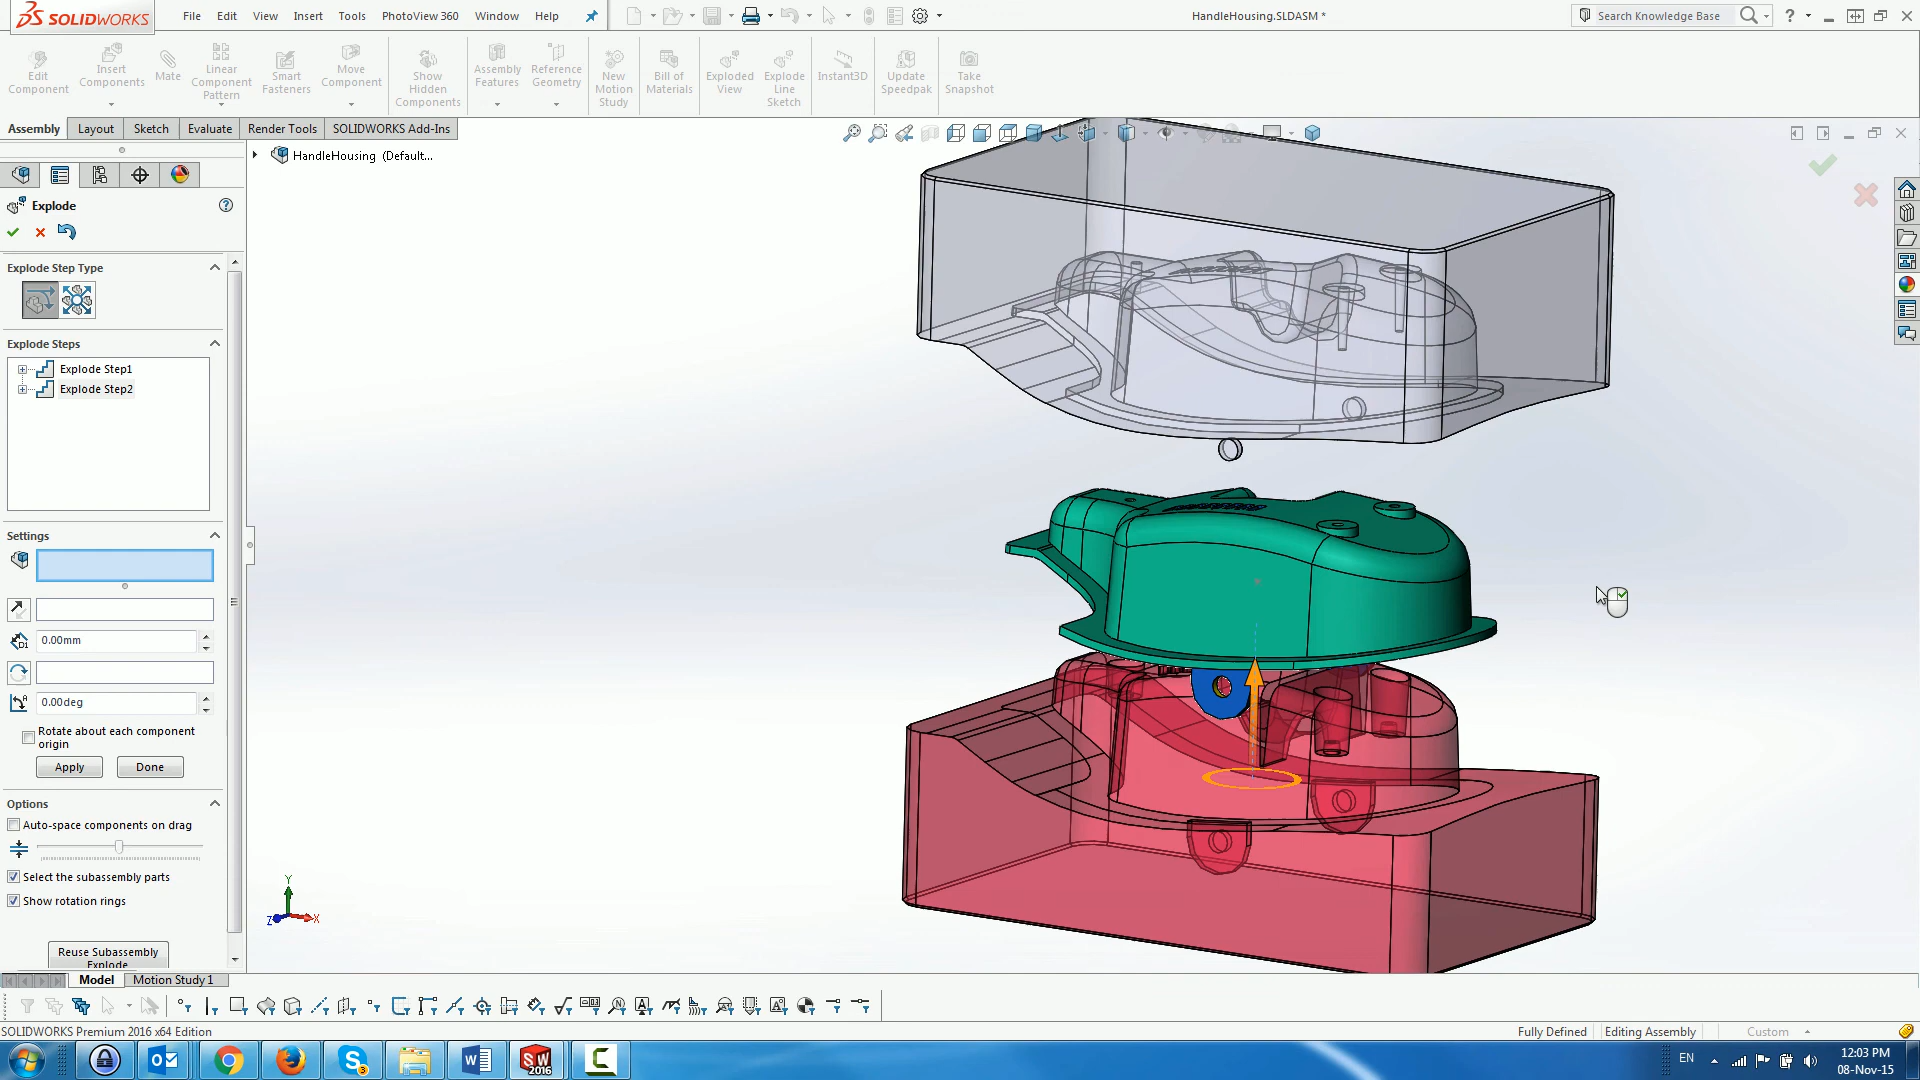 SOLIDWORKS
File Edit View Insert Tools PhotoView 360 Window Help
HandleHousing.SLDASM *
Search Knowledge Base
Edit Component
Insert Components
Mate
Linear Component Pattern
Smart Fasteners
Move Component
Show Hidden Components
Assembly Features
Reference Geometry
New Motion Study
Bill of Materials
Exploded View
Explode Line Sketch
Instant3D
Update Speedpak
Take Snapshot
Assembly Layout Sketch Evaluate Render Tools SOLIDWORKS Add-Ins
HandleHousing (Default...
Explode
Explode Step Type
Explode Steps
Explode Step1
Explode Step2
Settings
0.00mm
0.00deg
Rotate about each component
origin
Apply Done
Options
Auto-space components on drag
Select the subassembly parts
Show rotation rings
Reuse Subassembly
Explode
Y
Z X
Model Motion Study 1
SOLIDWORKS Premium 2016 x64 Edition
Fully Defined Editing Assembly Custom
EN
12:03 PM
08-Nov-15